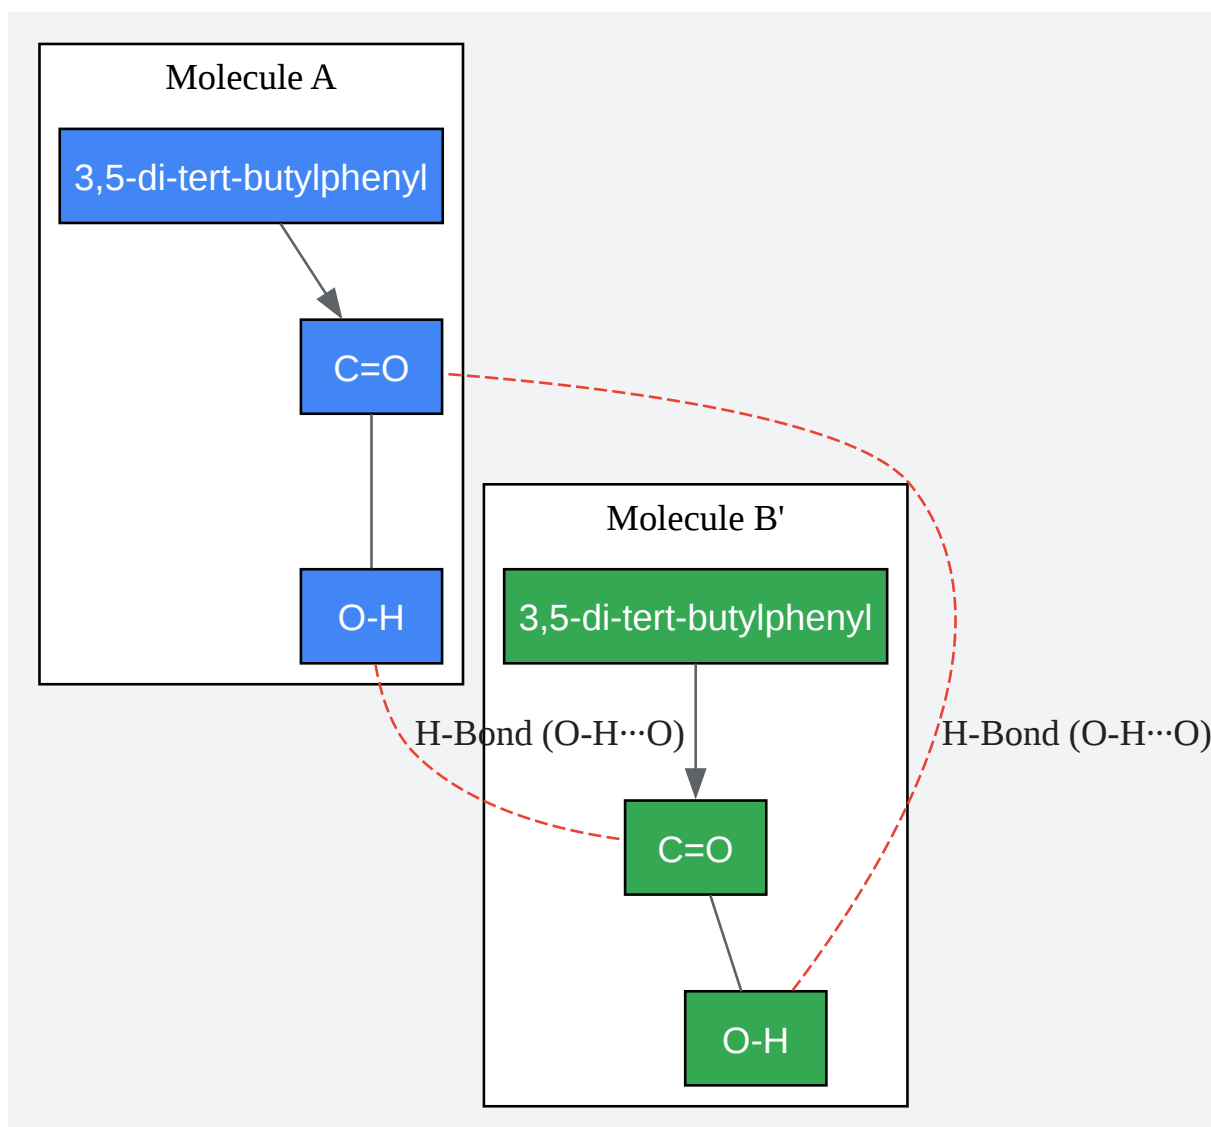 Molecule A
3,5-di-tert-butylphenyl
C=O
O-H
Molecule B'
3,5-di-tert-butylphenyl
H-Bond (O-H···O)
H-Bond (O-H···O)
C=O
O-H